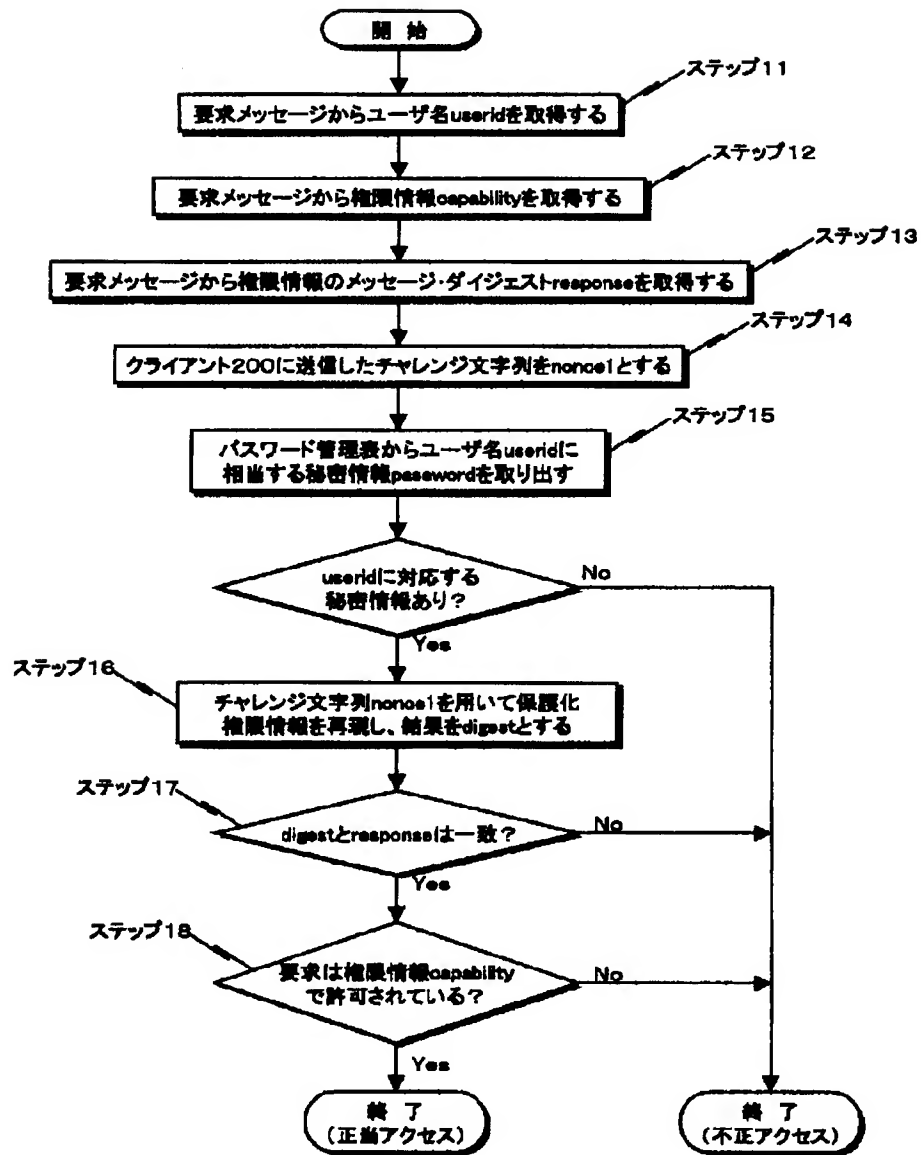 開 始
ステップ11
要求メッセージからユーザ名useridを取得する
ステップ12
要求メッセージから権限情報capabilityを取得する
ステップ13
要求メッセージから権限情報のメッセージ・ダイジェストresponseを取得する
ステップ14
クライアント200に送信したチャレンジ文字列をnonce1とする
ステップ15
パスワード管理表からユーザ名useridに
相当する秘密情報passwordを取り出す
useridに対応する
秘密情報あり?
No
Yes
ステップ16
チャレンジ文字列nonce1を用いて保護化
権限情報を再現し、結果をdigestとする
ステップ17
digestとresponseは一致?
No
Yes
ステップ18
要求は権限情報capability
で許可されている?
No
Yes
終 了
(正当アクセス)
終 了
(不正アクセス)